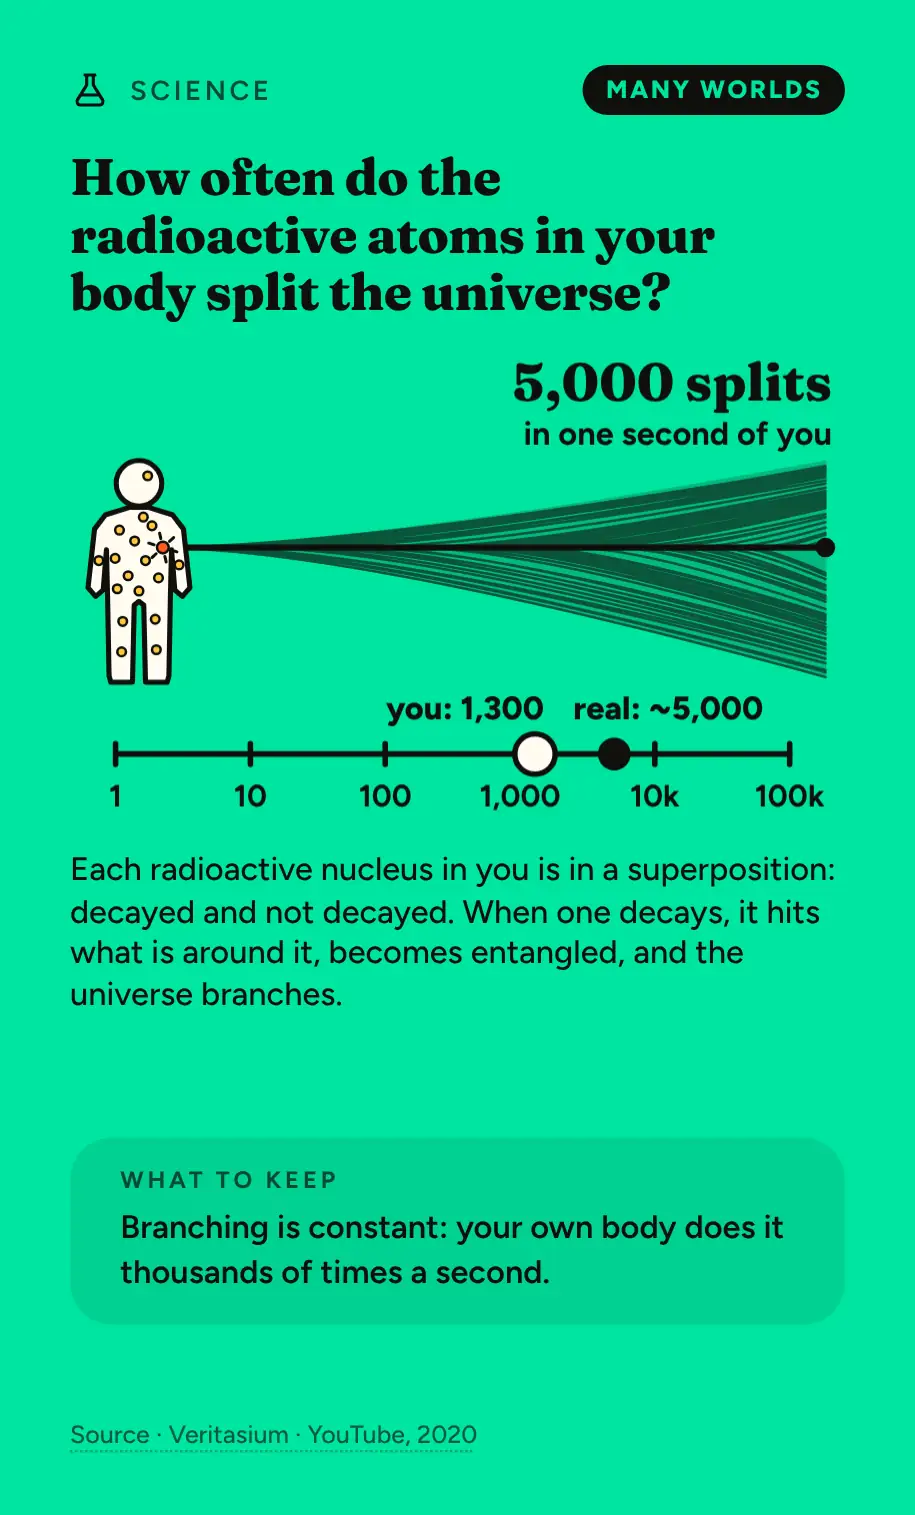 SCIENCE
MANY WORLDS
How often do the
radioactive atoms in your
body split the universe?
5,000 splits
in one second of you
you: 1,300 real: ~5,000
1 10 100 1,000 10k 100k
Each radioactive nucleus in you is in a superposition:
decayed and not decayed. When one decays, it hits
what is around it, becomes entangled, and the
universe branches.
WHAT TO KEEP
Branching is constant: your own body does it
thousands of times a second.
Source · Veritasium · YouTube, 2020